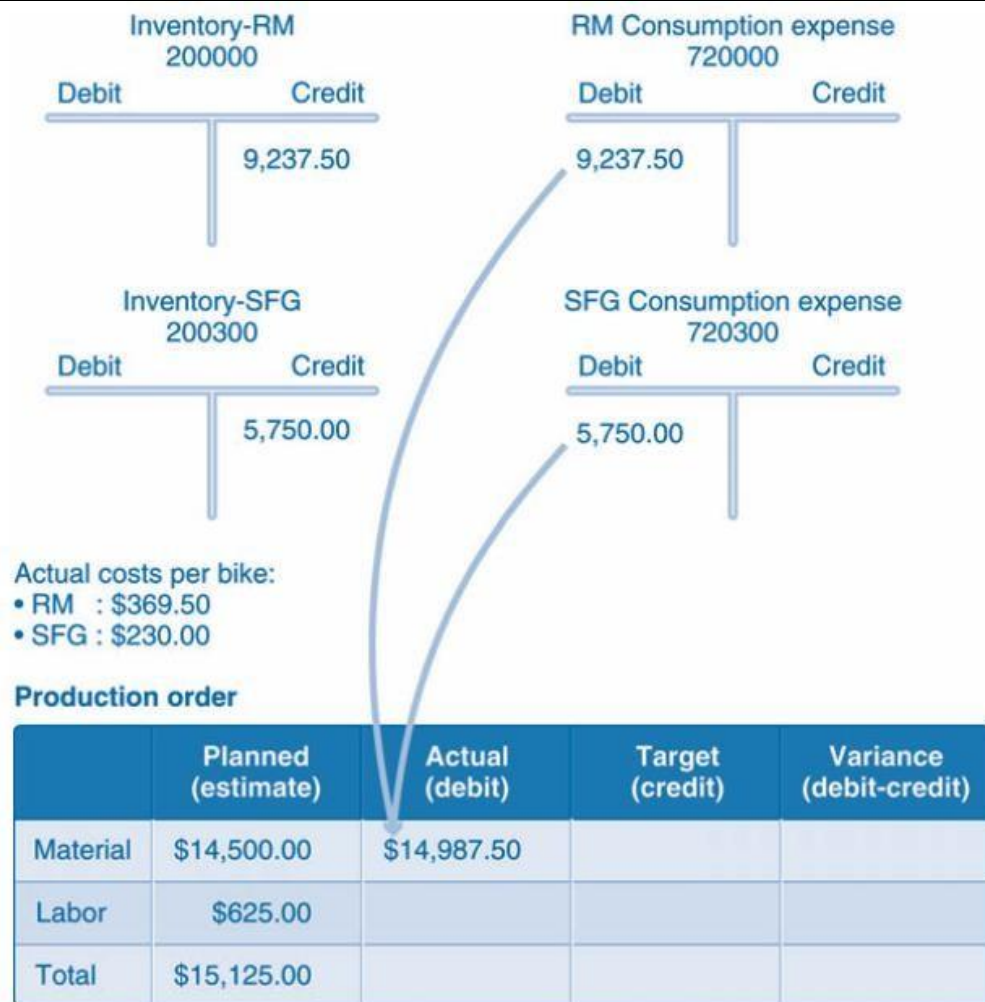 Inventory-RM
200000
Debit Credit
9,237.50
RM Consumption expense
720000
Debit Credit
9,237.50
Inventory-SFG
200300
Debit Credit
5,750.00
SFG Consumption expense
720300
Debit Credit
5,750.00
Actual costs per bike:
• RM : $369.50
• SFG : $230.00
Production order
Planned (estimate) Actual (debit) Target (credit) Variance (debit-credit)
Material $14,500.00 $14,987.50
Labor $625.00
Total $15,125.00